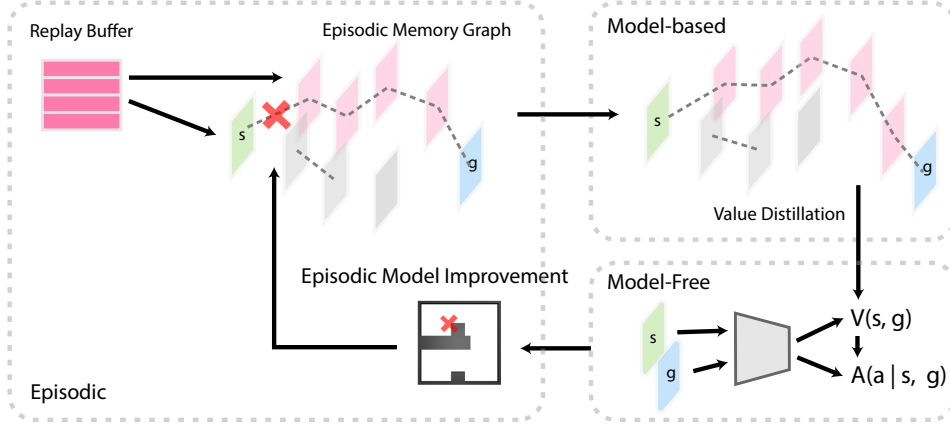 Replay Buffer
Episodic Memory Graph
s
g
Episodic Model Improvement
Episodic
Model-based
s
g
Value Distillation
Model-Free
s
g
V(s, g)
A(a | s, g)